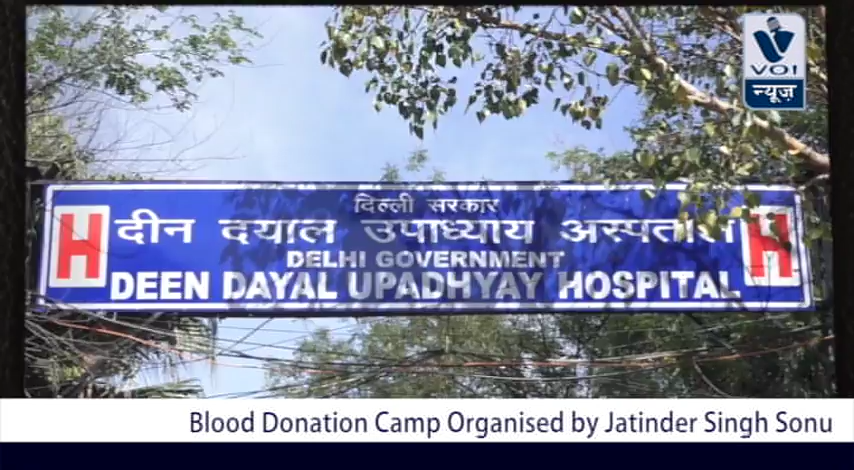 VOI
न्यूज़
दिल्ली सरकार
H दीन दयाल उपाध्याय अस्पताल H
DELHI GOVERNMENT
DEEN DAYAL UPADHYAY HOSPITAL
Blood Donation Camp Organised by Jatinder Singh Sonu